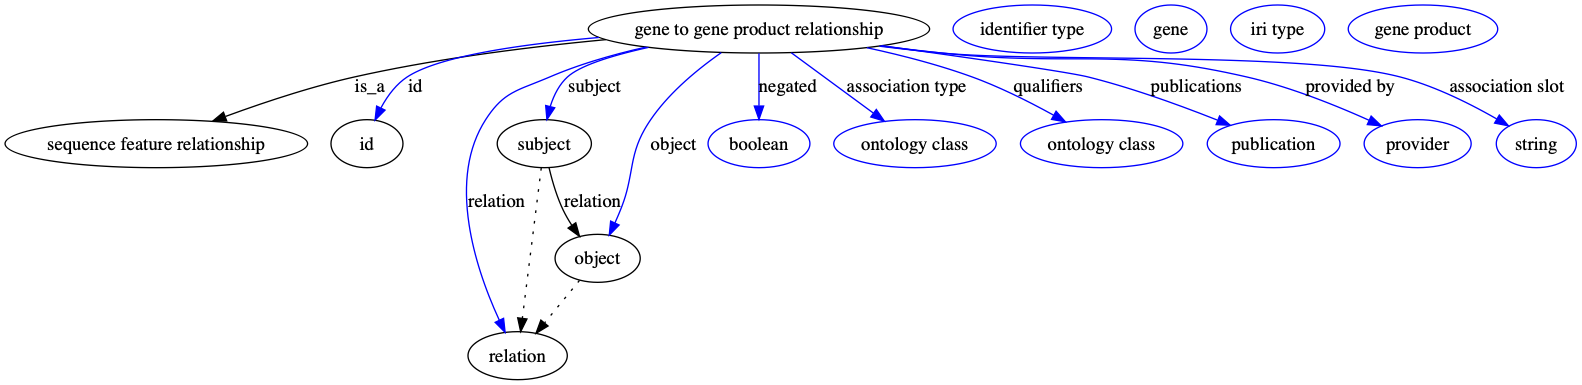 gene to gene product relationship
identifier type
gene
iri type
gene product
is_a
id
subject
negated
association type
qualifiers
publications
provided by
association slot
sequence feature relationship
id
subject
object
boolean
ontology class
ontology class
publication
provider
string
relation
relation
object
relation